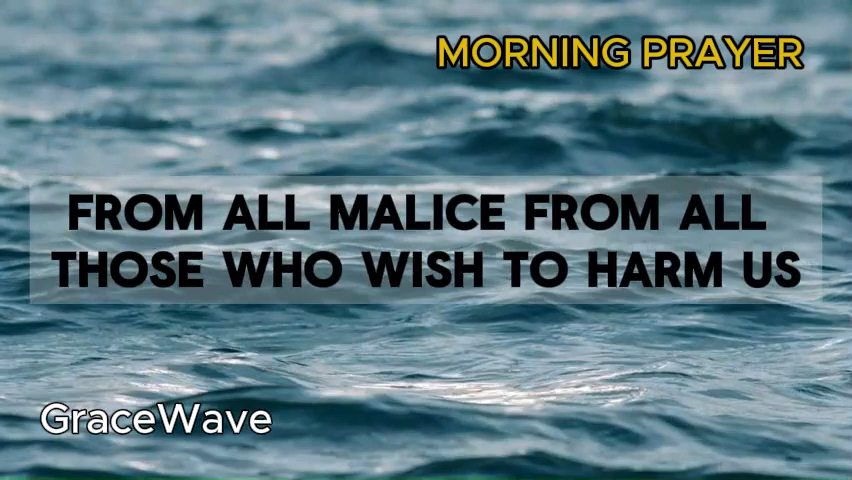 MORNING PRAYER
FROM ALL MALICE FROM ALL
THOSE WHO WISH TO HARM US
GraceWave